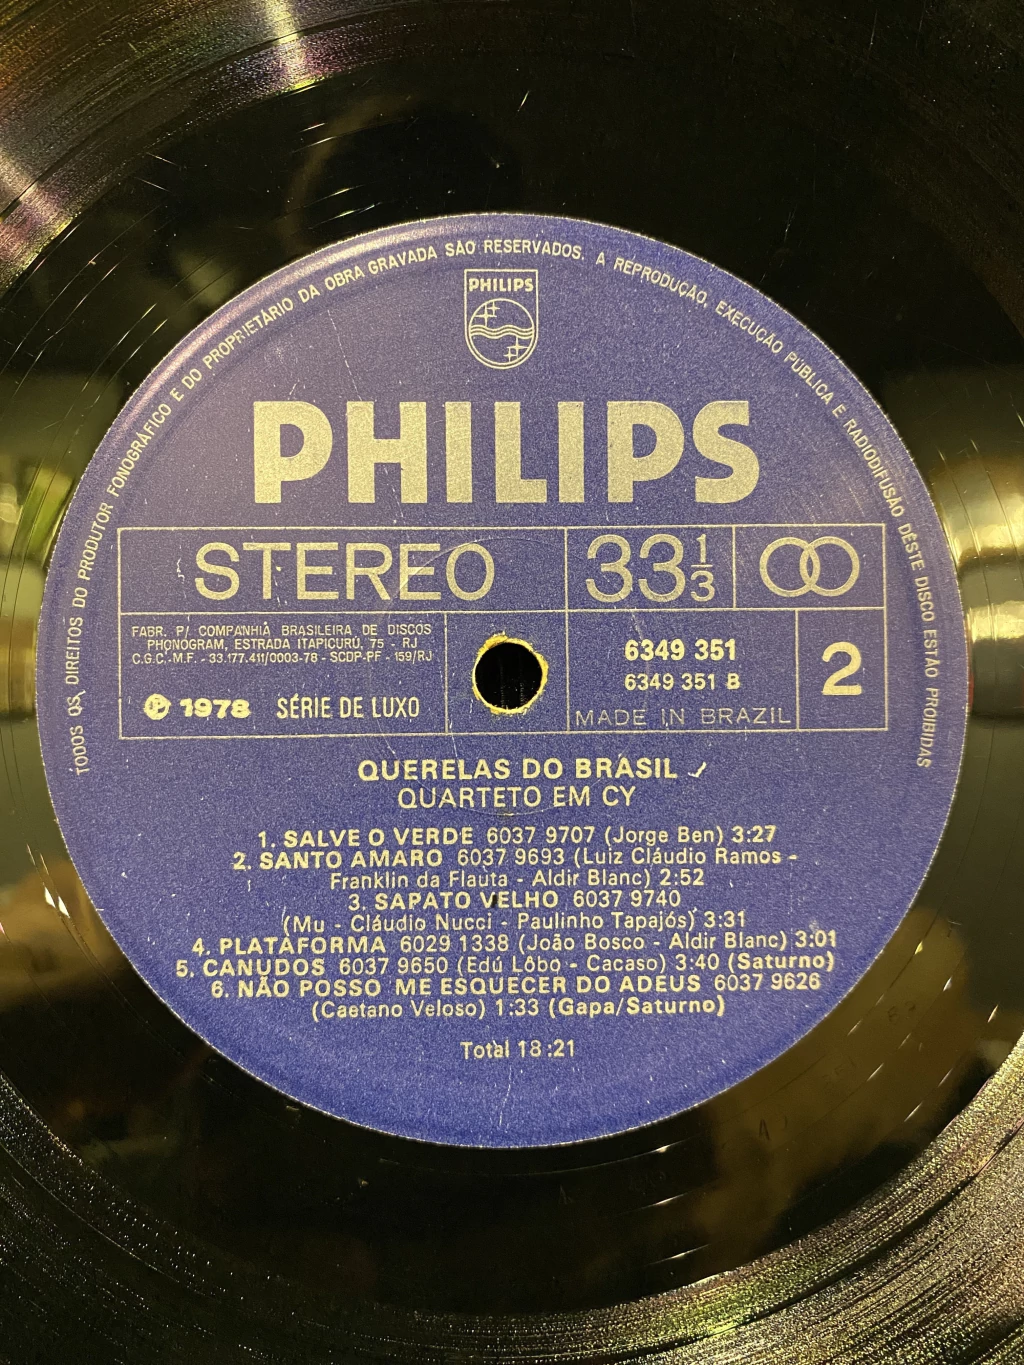 TODOS OS DIREITOS DO PRODUTOR FONOGRÁFICO E DO PROPRIETÁRIO DA OBRA GRAVADA SÃO RESERVADOS. A REPRODUÇÃO, EXECUÇÃO PÚBLICA E RADIODIFUSÃO DESTE DISCO ESTÃO PROIBIDAS
PHILIPS
PHILIPS
STEREO 33 1/3
FABR. P/ COMPANHIA BRASILEIRA DE DISCOS
PHONOGRAM, ESTRADA ITAPICURÚ, 75 - RJ
C.G.C.-M.F. - 33.177.411/0003-78 - SCDP-PF - 159/RJ
℗ 1978 SÉRIE DE LUXO
6349 351
6349 351 B
MADE IN BRAZIL
2
QUERELAS DO BRASIL
QUARTETO EM CY
1. SALVE O VERDE 6037 9707 (Jorge Ben) 3:27
2. SANTO AMARO 6037 9693 (Luiz Cláudio Ramos -
Franklin da Flauta - Aldir Blanc) 2:52
3. SAPATO VELHO 6037 9740
(Mu - Cláudio Nucci - Paulinho Tapajós) 3:31
4. PLATAFORMA 6029 1338 (João Bosco - Aldir Blanc) 3:01
5. CANUDOS 6037 9650 (Edú Lôbo - Cacaso) 3:40 (Saturno)
6. NÃO POSSO ME ESQUECER DO ADEUS 6037 9626
(Caetano Veloso) 1:33 (Gapa/Saturno)
Total 18:21